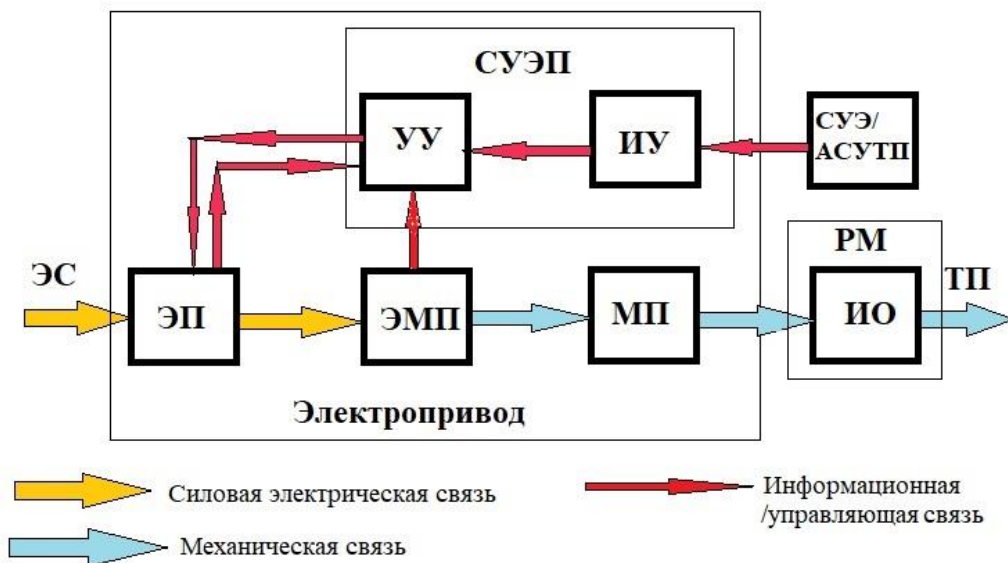 СУЭП
УУ
ИУ
СУЭ/
АСУТП
ЭС
ЭП
ЭМП
МП
РМ
ИО
ТП
Электропривод
Силовая электрическая связь
Механическая связь
Информационная
/управляющая связь